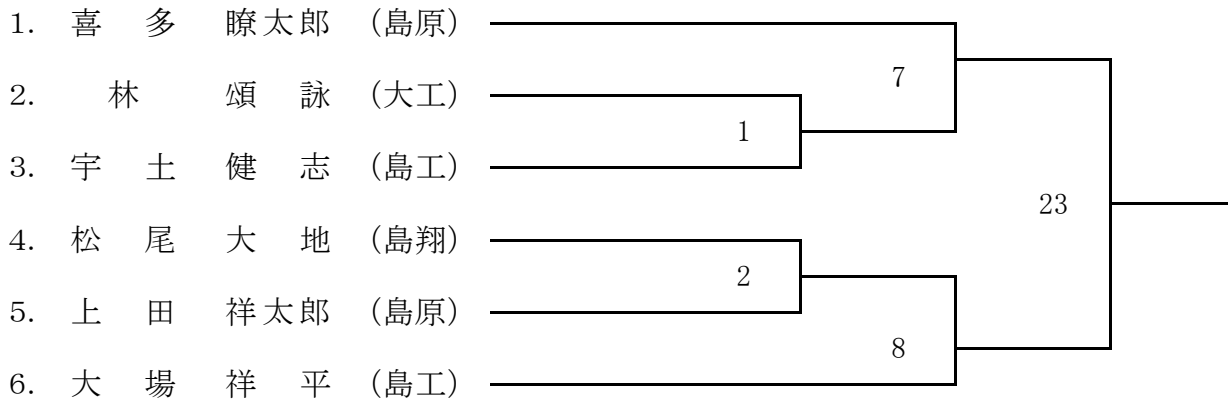 1. 喜 多 瞭太郎 (島原)
7
2. 林 頌 詠 (大工)
1
3. 宇 土 健 志 (島工)
23
4. 松 尾 大 地 (島翔)
2
5. 上 田 祥太郎 (島原)
8
6. 大 場 祥 平 (島工)